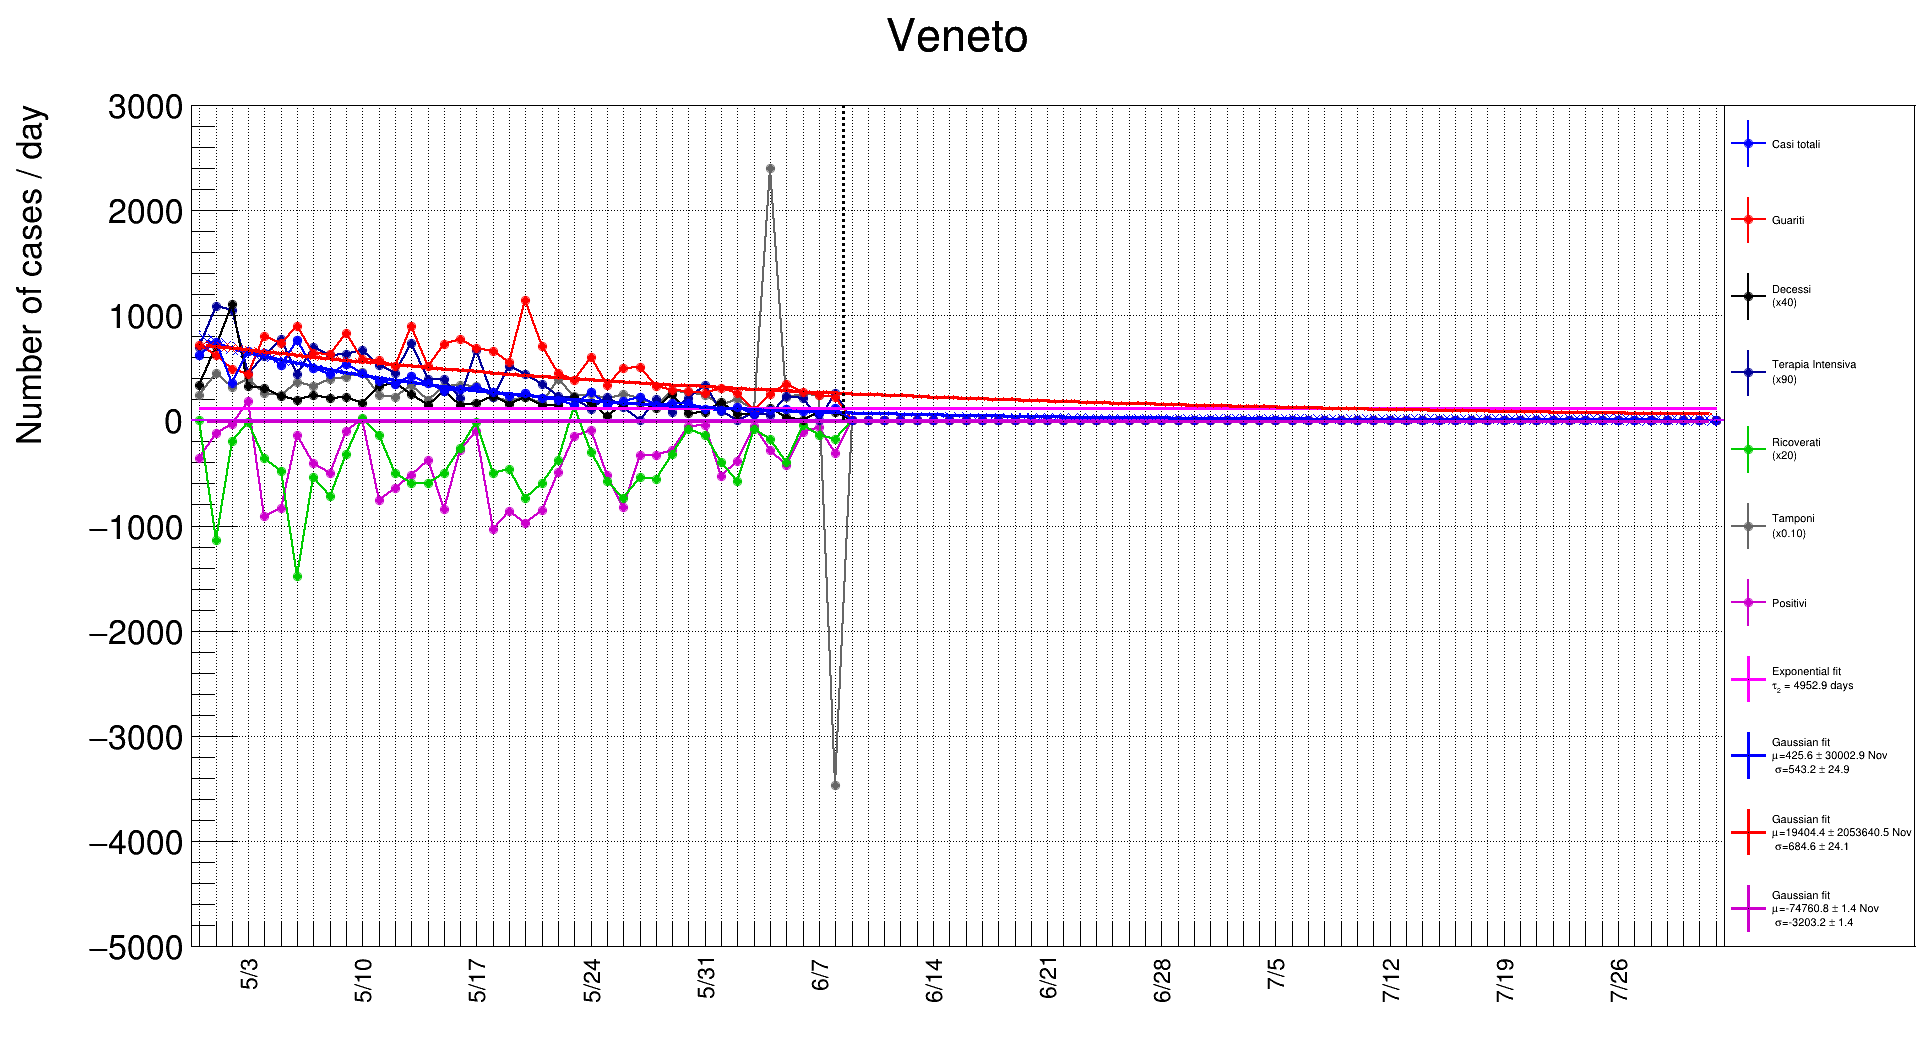 Veneto
Number of cases / day
3000
2000
1000
0
−1000
−2000
−3000
−4000
−5000
5/3
5/10
5/17
5/24
5/31
6/7
6/14
6/21
6/28
7/5
7/12
7/19
7/26
Casi totali
Guariti
Decessi
(x40)
Terapia Intensiva
(x90)
Ricoverati
(x20)
Tamponi
(x0.10)
Positivi
Exponential fit
τ₂ = 4952.9 days
Gaussian fit
μ=425.6 ± 30002.9 Nov
σ=543.2 ± 24.9
Gaussian fit
μ=19404.4 ± 2053640.5 Nov
σ=684.6 ± 24.1
Gaussian fit
μ=-74760.8 ± 1.4 Nov
σ=-3203.2 ± 1.4